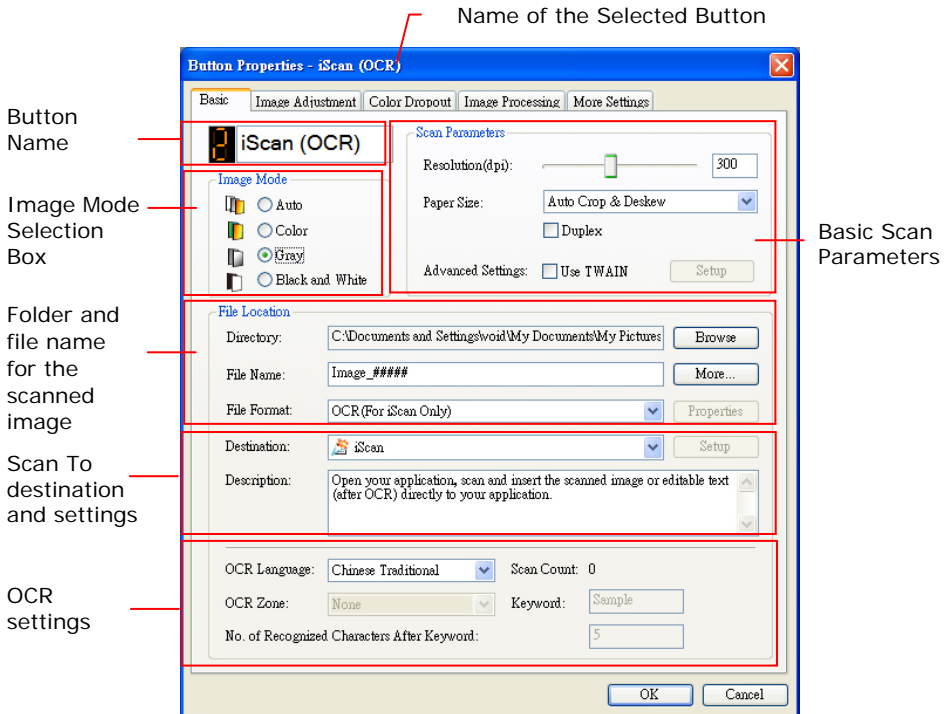 Name of the Selected Button
Button Properties - iScan (OCR)
Basic Image Adjustment Color Dropout Image Processing More Settings
Button
Name
2 iScan (OCR)
Image Mode
Selection
Box
Image Mode
Auto
Color
Gray
Black and White
Scan Parameters
Resolution(dpi): 300
Paper Size: Auto Crop & Deskew
Duplex
Advanced Settings: Use TWAIN Setup
Basic Scan
Parameters
Folder and
file name
for the
scanned
image
File Location
Directory: C:\Documents and Settings\void\My Documents\My Pictures Browse
File Name: Image_##### More...
File Format: OCR(For iScan Only) Properties
Scan To
destination
and settings
Destination: iScan Setup
Description: Open your application, scan and insert the scanned image or editable text
(after OCR) directly to your application.
OCR
settings
OCR Language: Chinese Traditional Scan Count: 0
OCR Zone: None Keyword: Sample
No. of Recognized Characters After Keyword: 5
OK Cancel